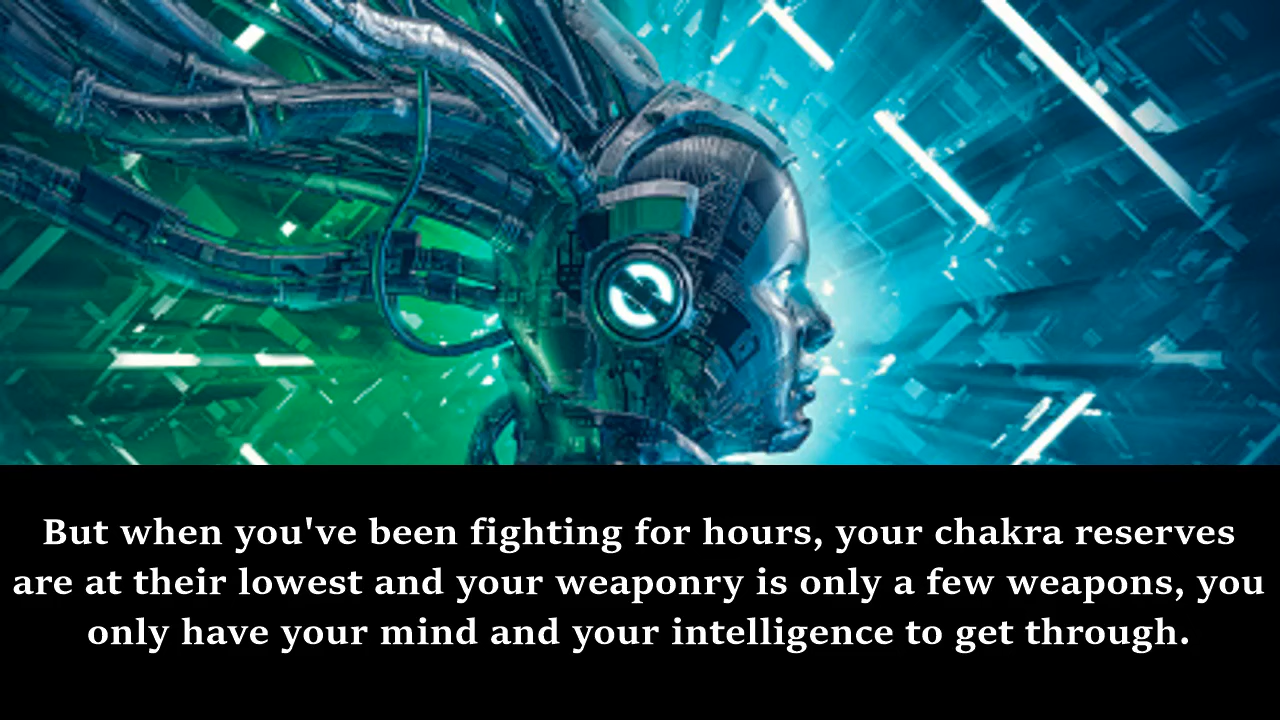 But when you've been fighting for hours, your chakra reserves
are at their lowest and your weaponry is only a few weapons, you
only have your mind and your intelligence to get through.